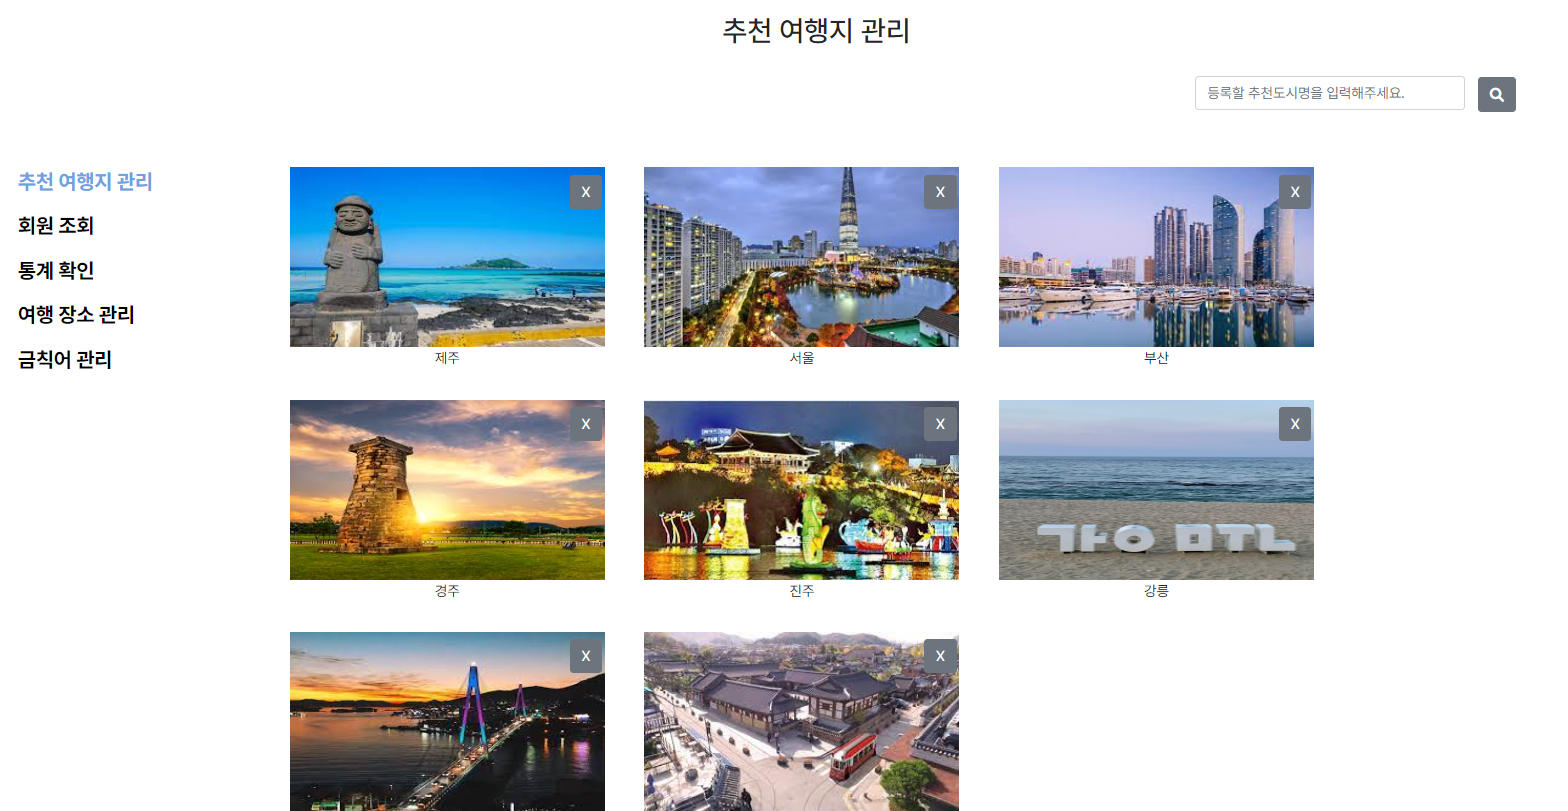 추천 여행지 관리
등록할 추천도시명을 입력해주세요.
추천 여행지 관리
회원 조회
통계 확인
여행 장소 관리
금칙어 관리
X
X
X
제주
서울
부산
X
X
X
경주
진주
강릉
X
X